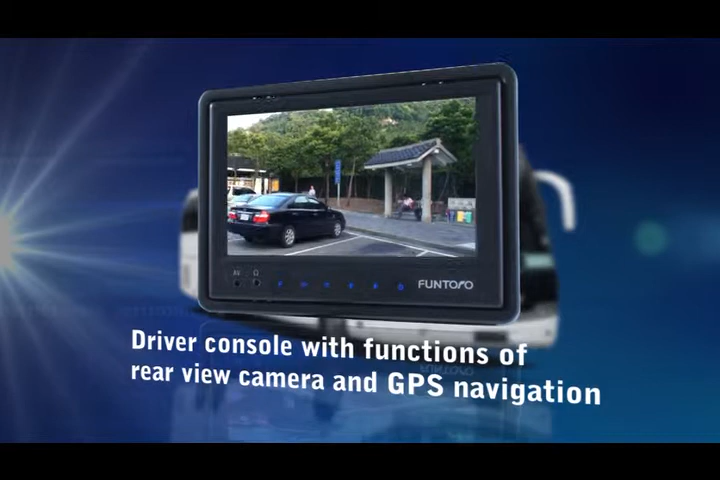 AV
FUNTORO
Driver console with functions of
rear view camera and GPS navigation